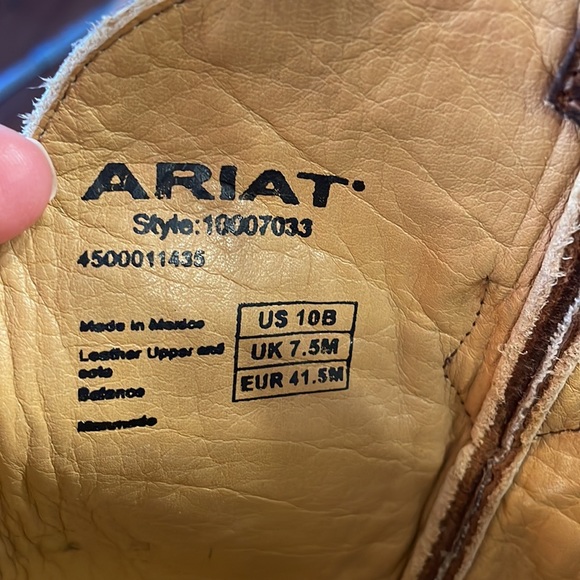 ARIAT
Style: 10007033
4500011435
Made in Mexico
Leather Upper and
sole
Balance
Manmade
US 10B
UK 7.5M
EUR 41.5M